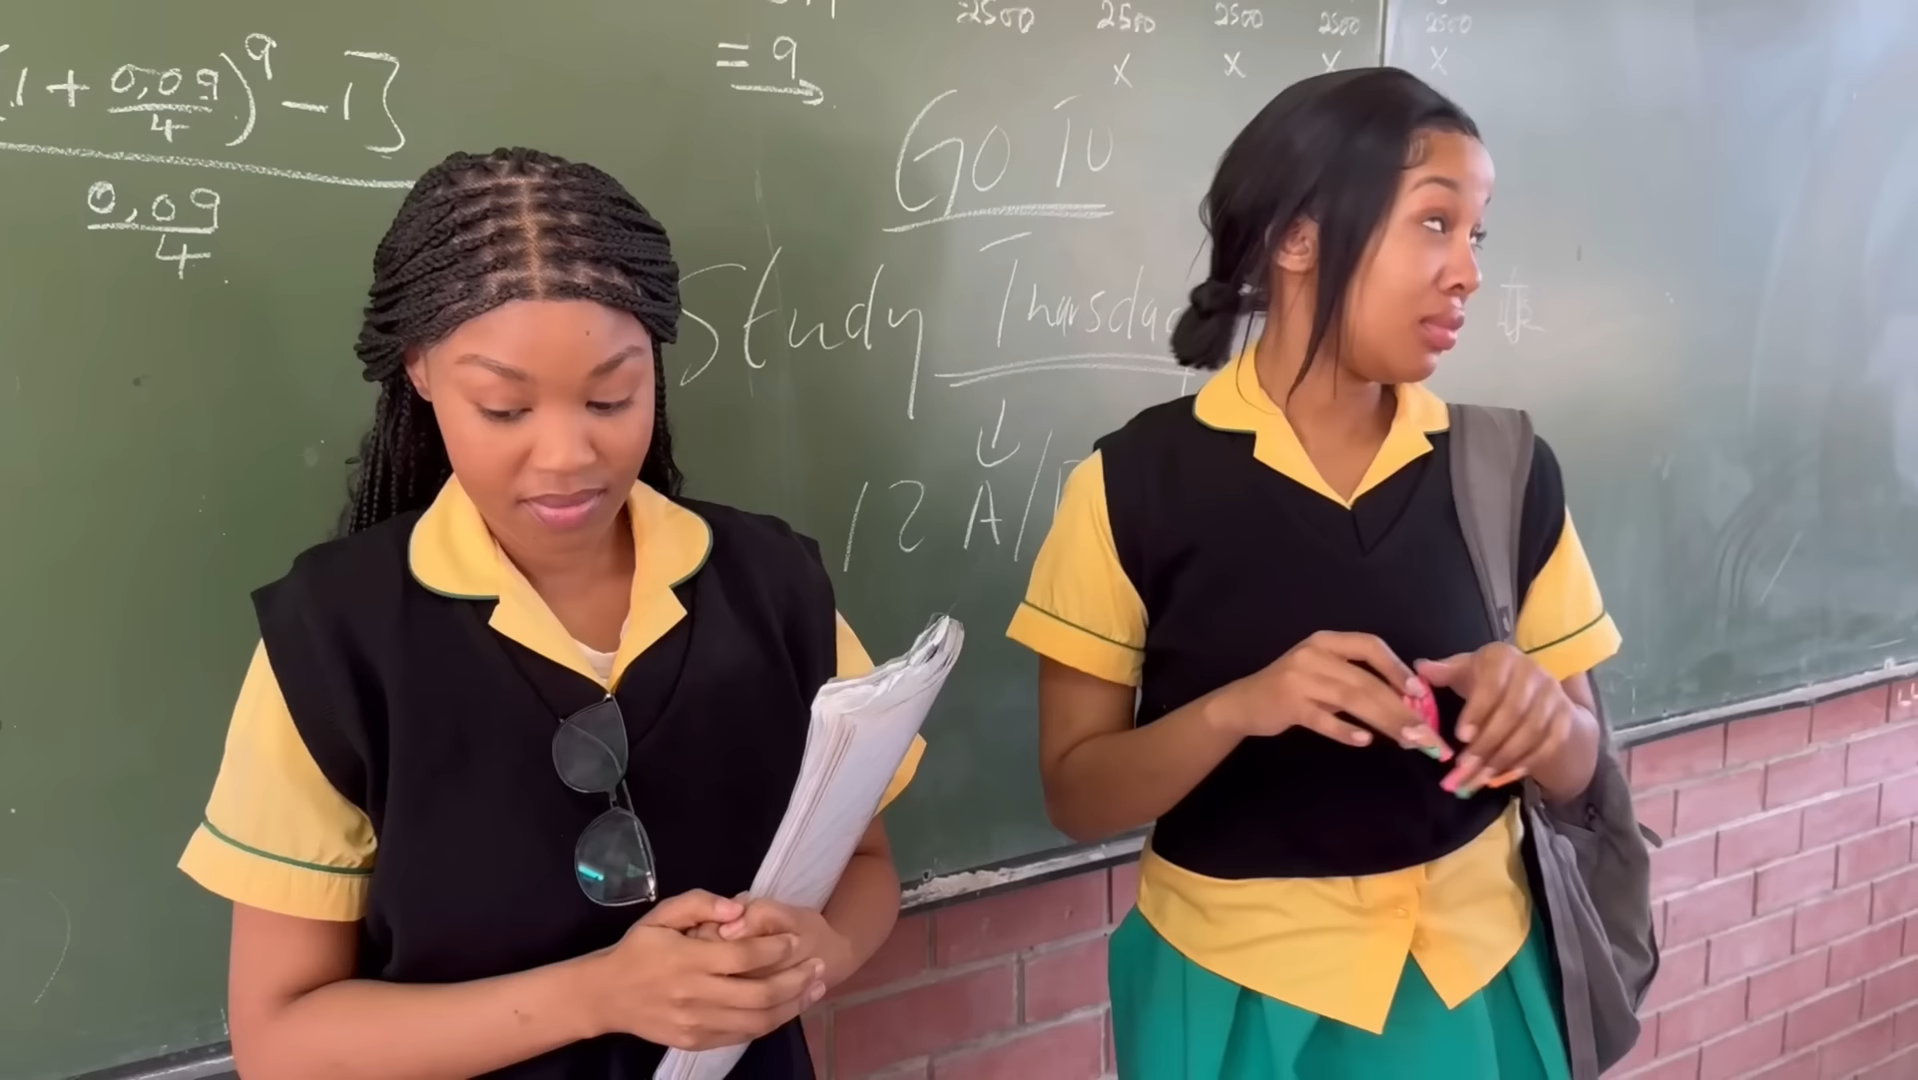 (1 + 0,09/4)^9 - 1]
0,09/4
= 9
2500 2500 2500 2500 2500
x x x x
GO TO
Study Thursday
↓
12 A/